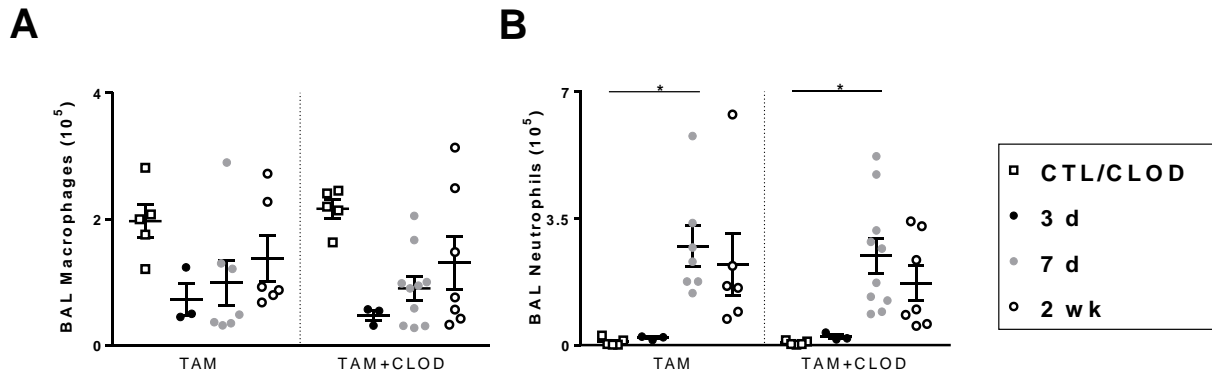 A
BAL Macrophages (10⁵)
4
2
0
TAM
TAM+CLOD
B
BAL Neutrophils (10⁵)
7
3.5
0
*
*
TAM
TAM+CLOD
CTL/CLOD
3 d
7 d
2 wk